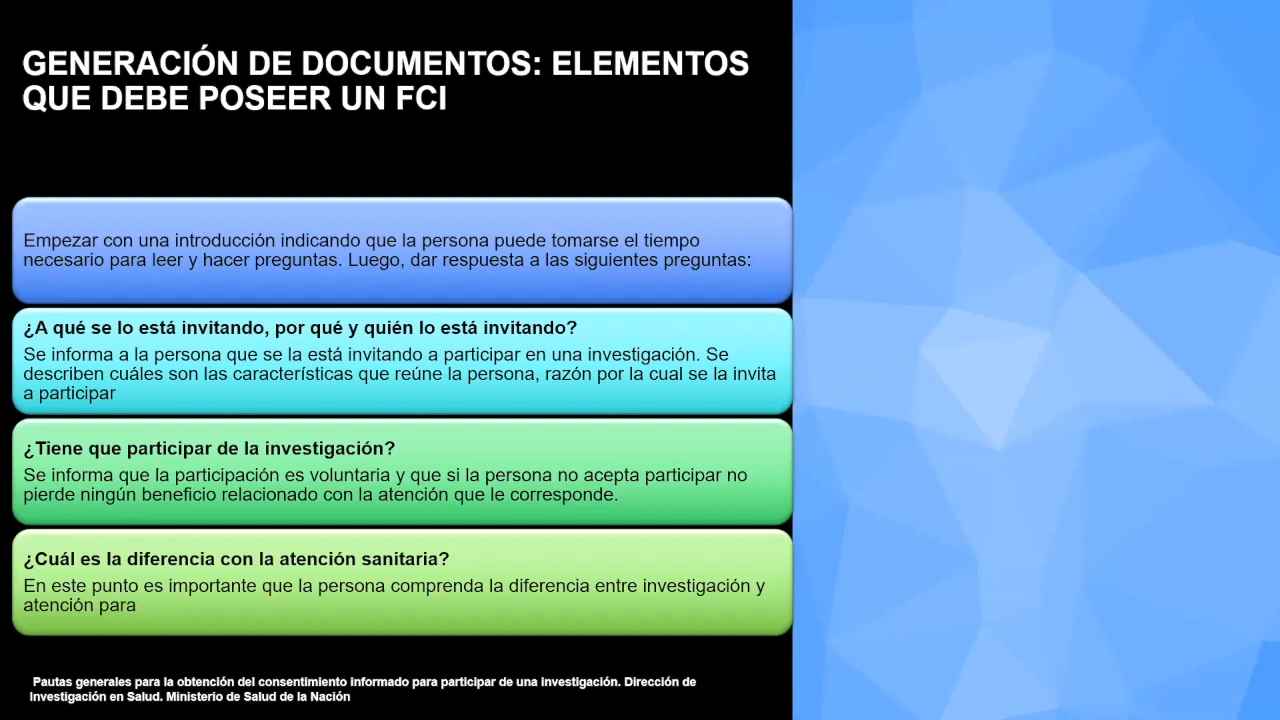 GENERACIÓN DE DOCUMENTOS: ELEMENTOS
QUE DEBE POSEER UN FCI
Empezar con una introducción indicando que la persona puede tomarse el tiempo
necesario para leer y hacer preguntas. Luego, dar respuesta a las siguientes preguntas:
¿A qué se lo está invitando, por qué y quién lo está invitando?
Se informa a la persona que se la está invitando a participar en una investigación. Se
describen cuáles son las características que reúne la persona, razón por la cual se la invita
a participar
¿Tiene que participar de la investigación?
Se informa que la participación es voluntaria y que si la persona no acepta participar no
pierde ningún beneficio relacionado con la atención que le corresponde.
¿Cuál es la diferencia con la atención sanitaria?
En este punto es importante que la persona comprenda la diferencia entre investigación y
atención para
Pautas generales para la obtención del consentimiento informado para participar de una investigación. Dirección de
Investigación en Salud. Ministerio de Salud de la Nación